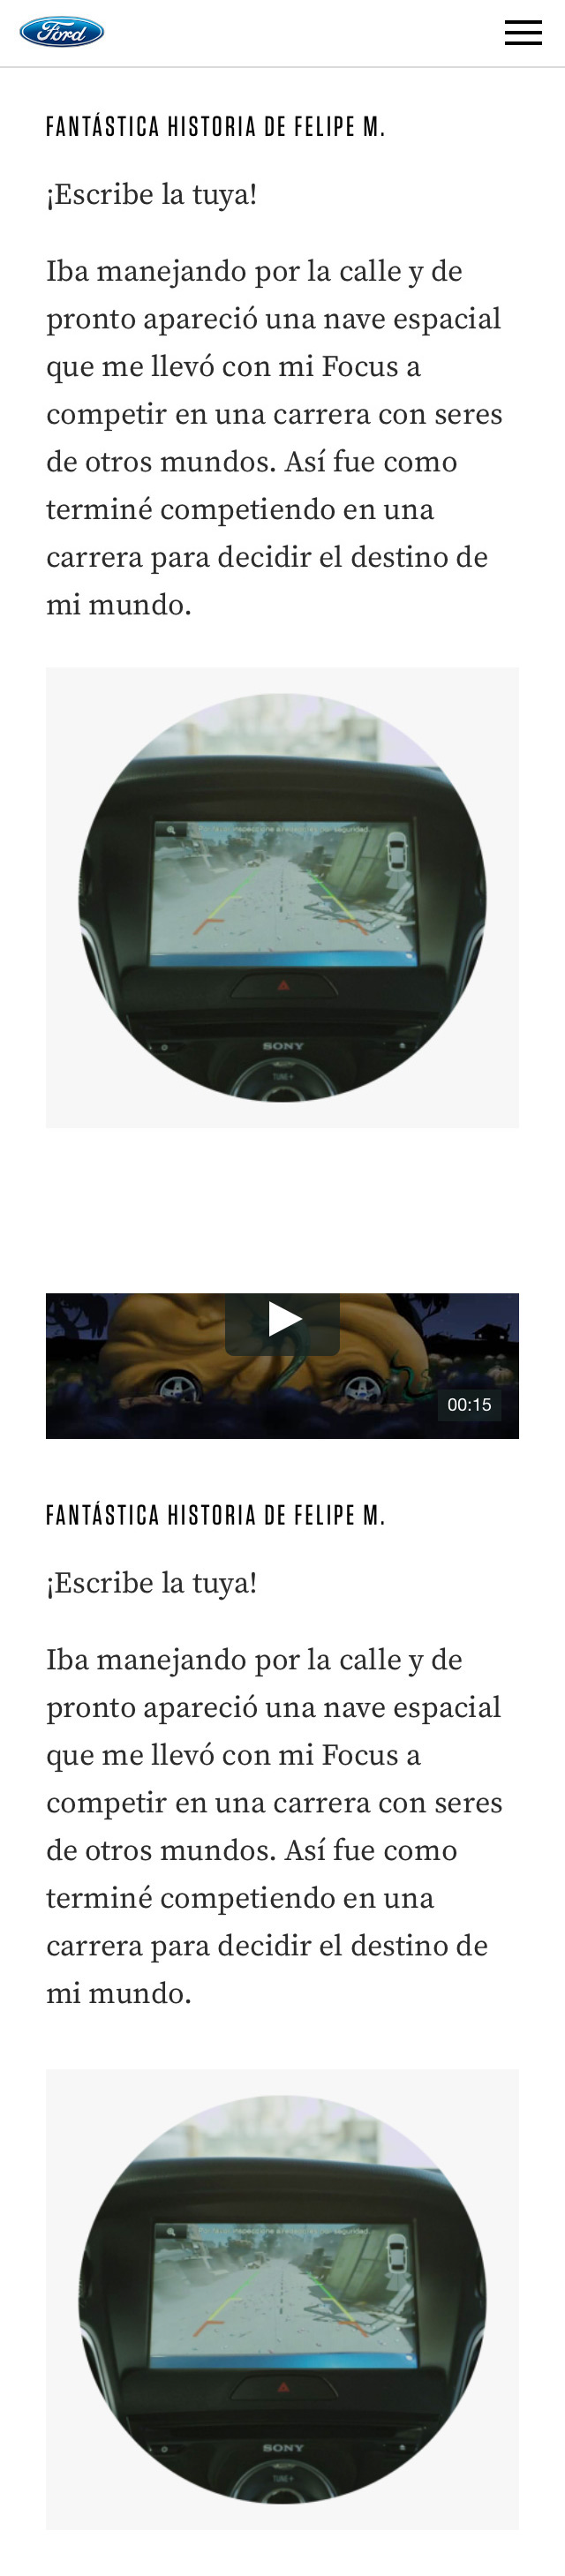 Ford
FANTÁSTICA HISTORIA DE FELIPE M.
¡Escribe la tuya!
Iba manejando por la calle y de
pronto apareció una nave espacial
que me llevó con mi Focus a
competir en una carrera con seres
de otros mundos. Así fue como
terminé competiendo en una
carrera para decidir el destino de
mi mundo.
seguridad.
SONY
TUNE+
00:15
FANTÁSTICA HISTORIA DE FELIPE M.
¡Escribe la tuya!
Iba manejando por la calle y de
pronto apareció una nave espacial
que me llevó con mi Focus a
competir en una carrera con seres
de otros mundos. Así fue como
terminé competiendo en una
carrera para decidir el destino de
mi mundo.
seguridad.
SONY
TUNE+